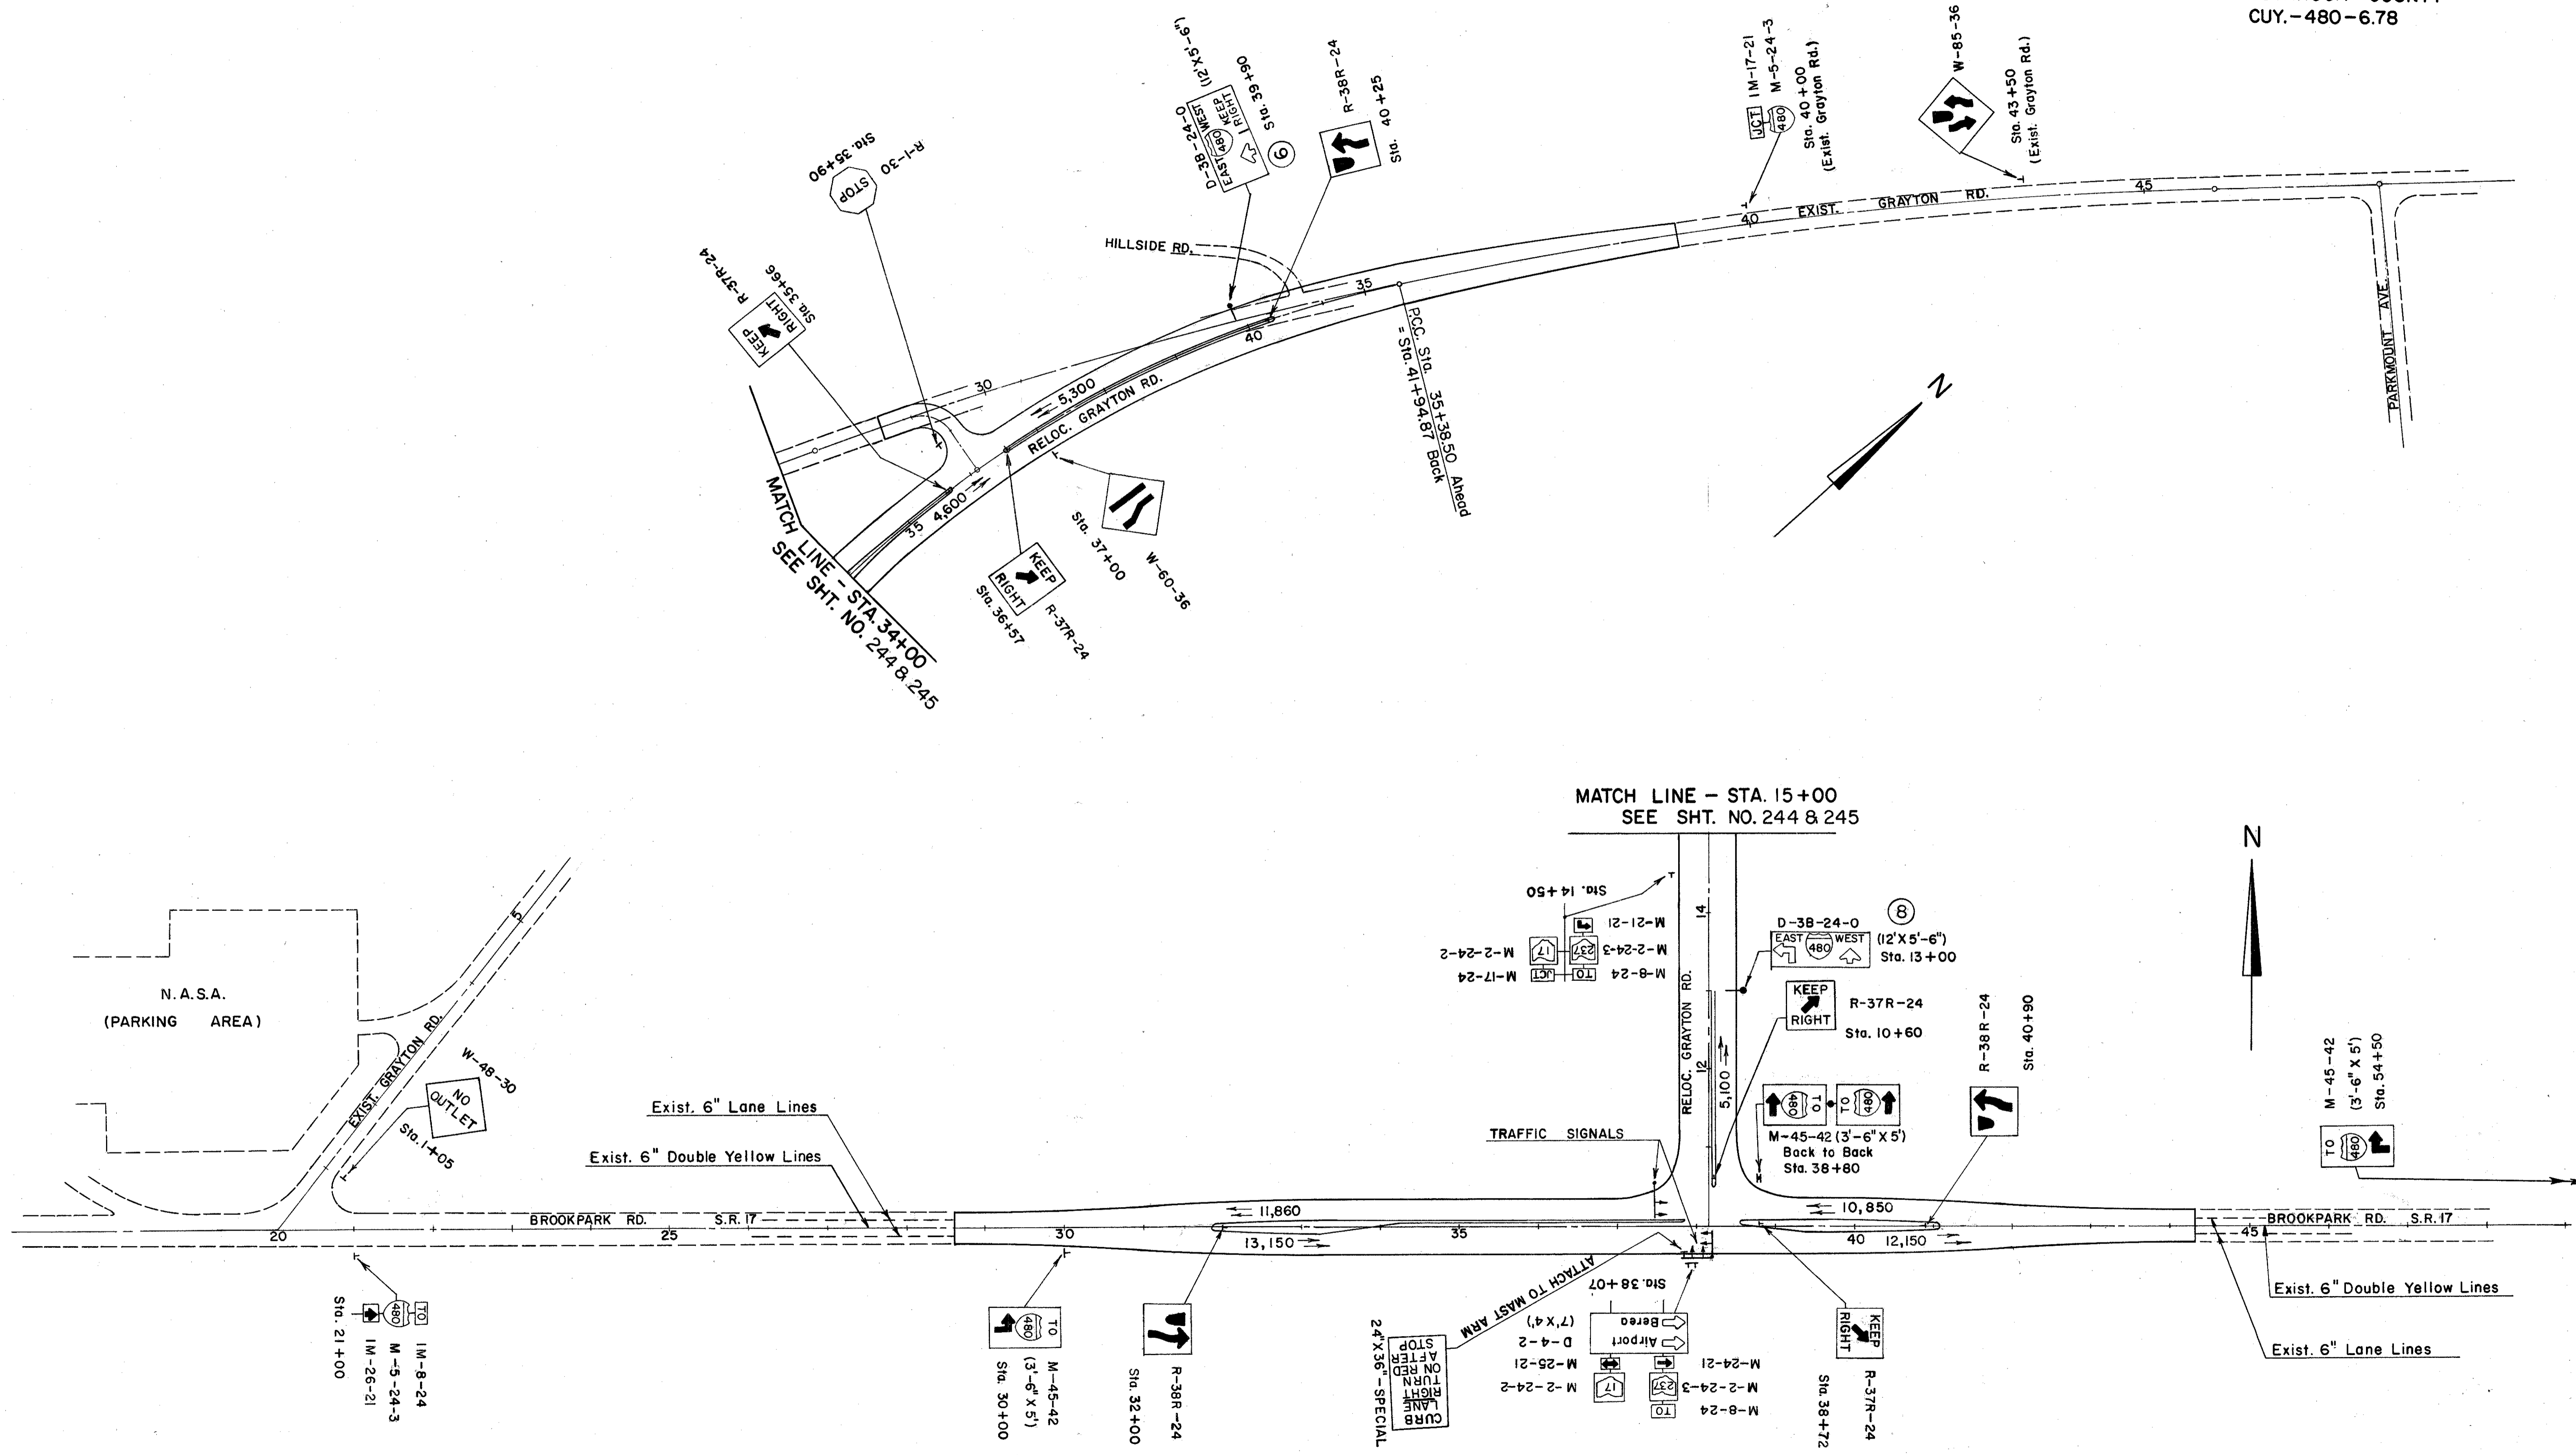 CUY.-480-6.78
D-3B-24-0
(12'X5'-6")
EAST 480 WEST
KEEP
RIGHT
6
Sta. 39+90
R-38R-24
Sta. 40+25
JCT
1M-17-21
480
M-5-24-3
Sta. 40+00
(Exist. Grayton Rd.)
W-85-36
Sta. 43+50
(Exist. Grayton Rd.)
Sta. 35+90
R-1-30
STOP
HILLSIDE RD.
EXIST. GRAYTON RD.
40
45
35
40
30
R-37R-24
Sta. 35+66
KEEP
RIGHT
5,300
RELOC. GRAYTON RD.
P.C.C. Sta. 35+38.50 Ahead
= Sta. 41+94.87 Back
PARKMOUNT AVE.
N
4,600
35
MATCH LINE - STA. 34+00
SEE SHT. NO. 244 & 245
Sta. 37+00
W-60-36
KEEP
RIGHT
R-37R-24
Sta. 36+57
MATCH LINE - STA. 15+00
SEE SHT. NO. 244 & 245
N
Sta. 14+50
M-21-21
M-2-24-2
17
237
M-2-24-3
M-17-24
JCT
TO
M-8-24
14
12
RELOC. GRAYTON RD.
5,100
D-3B-24-0
8
EAST 480 WEST
(12'X5'-6")
Sta. 13+00
KEEP
RIGHT
R-37R-24
Sta. 10+60
R-38R-24
Sta. 40+90
TO
480
TO
480
M-45-42 (3'-6"X5')
Back to Back
Sta. 38+80
M-45-42
(3'-6" X 5')
Sta. 54+50
TO
480
N.A.S.A.
(PARKING AREA)
5
EXIST. GRAYTON RD.
W-48-30
NO
OUTLET
Sta. 1+05
Exist. 6" Lane Lines
Exist. 6" Double Yellow Lines
TRAFFIC SIGNALS
BROOKPARK RD. S.R.17
20
25
30
35
40
45
11,860
13,150
10,850
12,150
BROOKPARK RD. S.R.17
Exist. 6" Double Yellow Lines
Exist. 6" Lane Lines
TO
480
1M-8-24
M-5-24-3
1M-26-21
Sta. 21+00
TO
480
M-45-42
(3'-6" X 5')
Sta. 30+00
R-38R-24
Sta. 32+00
ATTACH TO MAST ARM
CURB
LANE
RIGHT
TURN
ON RED
AFTER
STOP
24"X36"-SPECIAL
Sta. 38+07
Airport
Berea
(7'X4')
D-4-2
M-25-21
M-24-21
M-2-24-2
17
237
M-2-24-3
TO
M-8-24
KEEP
RIGHT
R-37R-24
Sta. 38+72